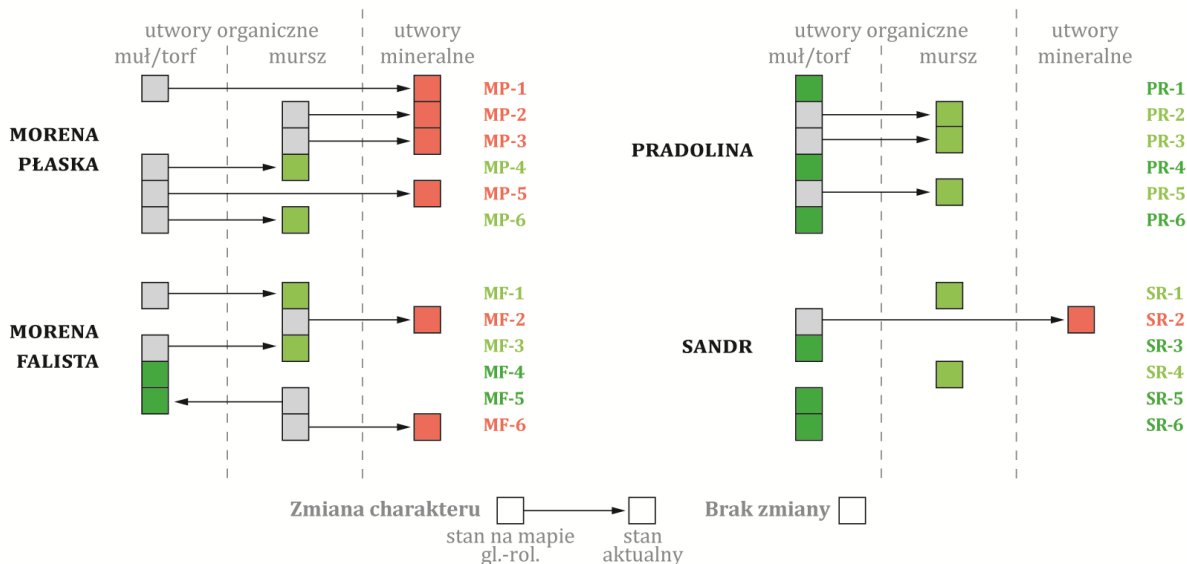 utwory organiczne
muł/torf
mursz
utwory
mineralne
MORENA
PŁASKA
MP-1
MP-2
MP-3
MP-4
MP-5
MP-6
MORENA
FALISTA
MF-1
MF-2
MF-3
MF-4
MF-5
MF-6
utwory organiczne
muł/torf
mursz
utwory
mineralne
PRADOLINA
PR-1
PR-2
PR-3
PR-4
PR-5
PR-6
SANDR
SR-1
SR-2
SR-3
SR-4
SR-5
SR-6
Zmiana charakteru
stan na mapie
gl.-rol.
stan
aktualny
Brak zmiany